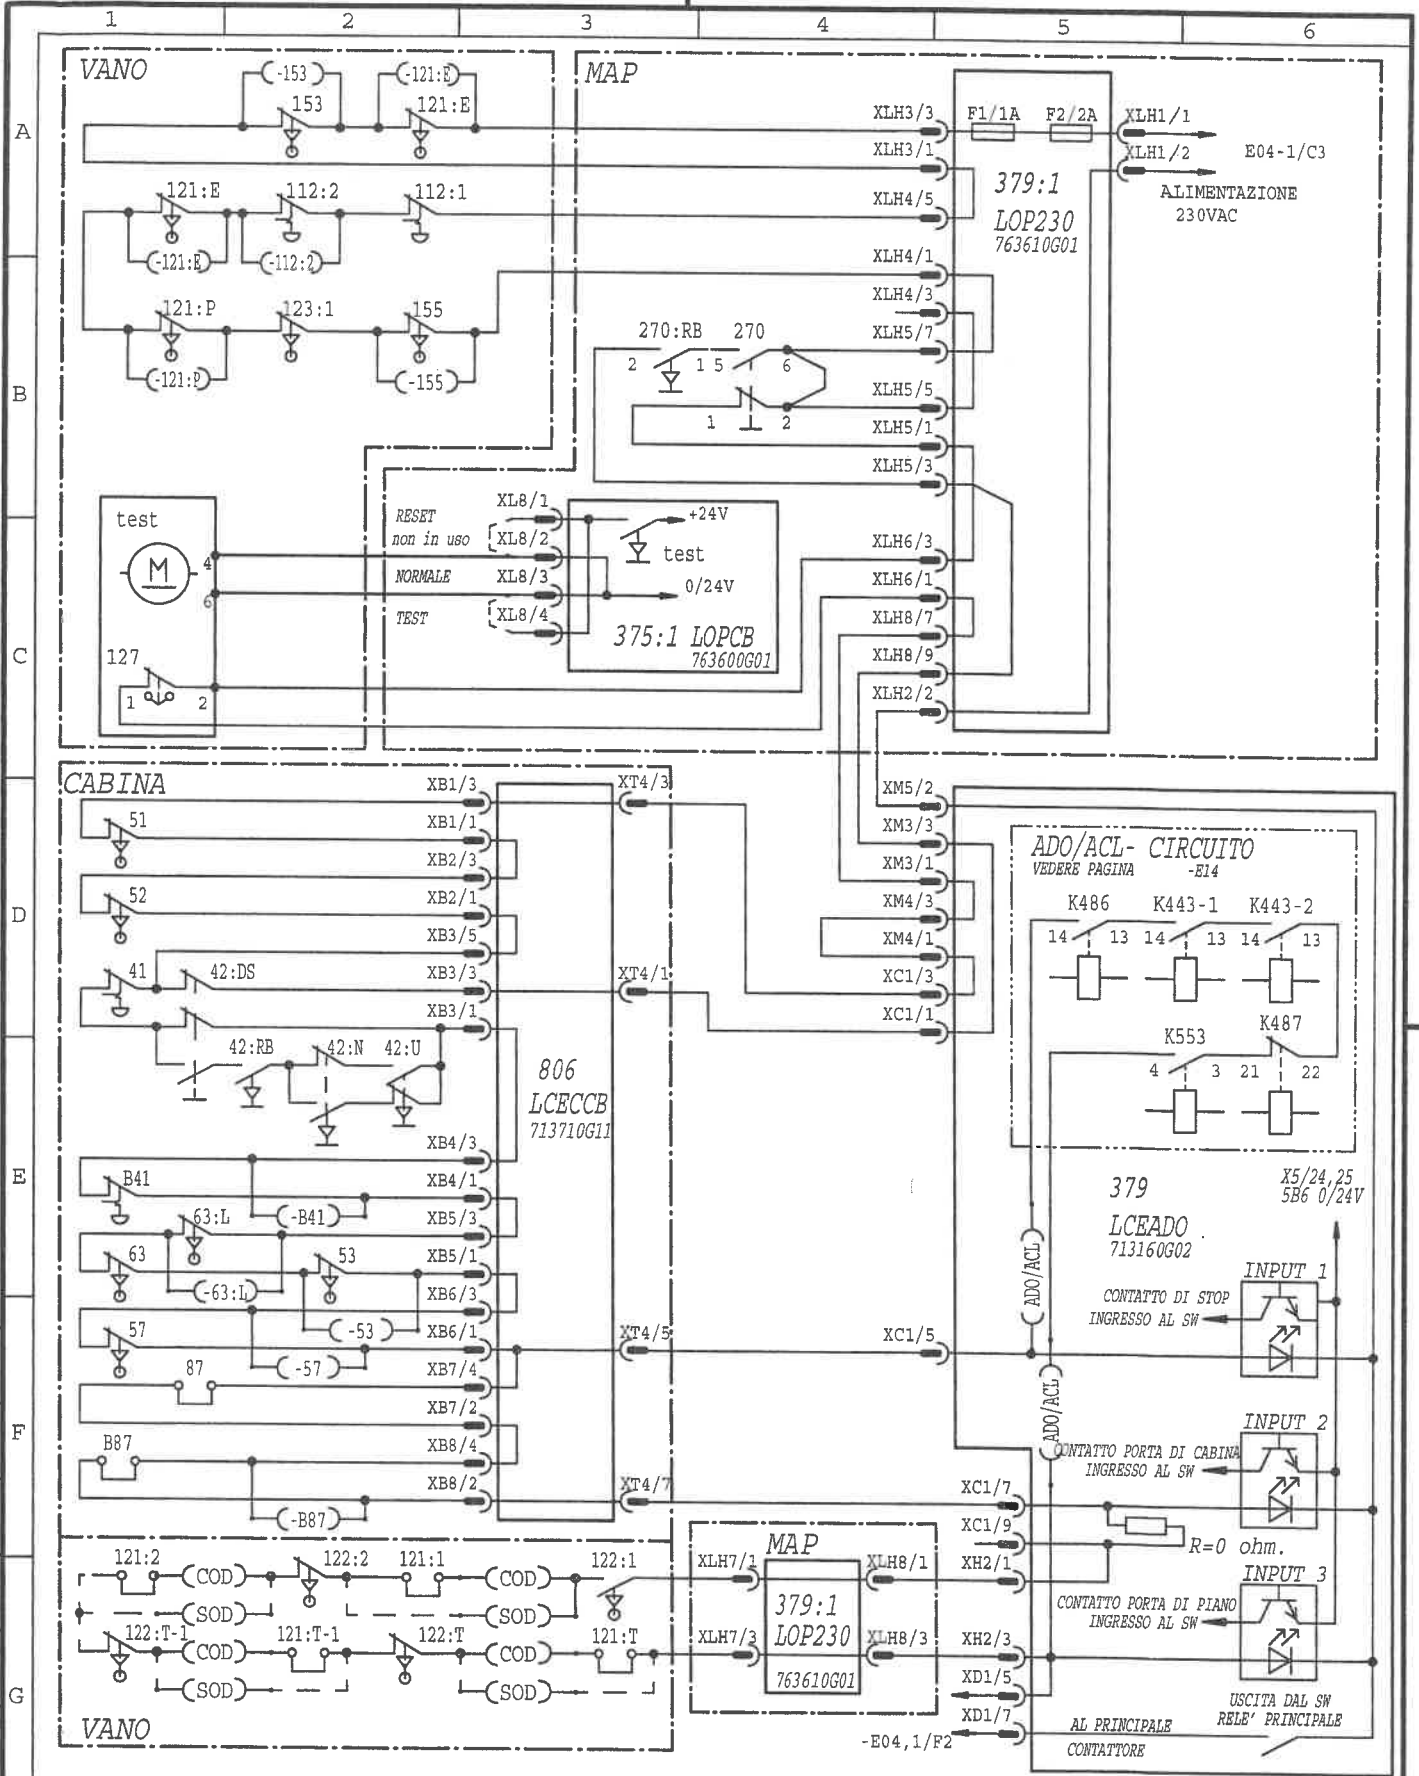 1 2 3 4 5 6
A
B
C
D
E
F
G
VANO
(-153)
(-121:E)
153
121:E
121:E
112:2
112:1
(-121:E)
(-112:2)
121:P
123:1
155
(-121:P)
(-155)
MAP
XLH3/3
XLH3/1
XLH4/5
XLH4/1
XLH4/3
XLH5/7
XLH5/5
XLH5/1
XLH5/3
XLH6/3
XLH6/1
XLH8/7
XLH8/9
XLH2/2
F1/1A
F2/2A
379:1
LOP230
763610G01
XLH1/1
XLH1/2
E04-1/C3
ALIMENTAZIONE
230VAC
270:RB
270
2
1
5
6
1
2
test
M
4
6
127
1
2
RESET
non in uso
NORMALE
TEST
XL8/1
XL8/2
XL8/3
XL8/4
+24V
test
0/24V
375:1 LOPCB
763600G01
CABINA
51
52
41
42:DS
42:RB
42:N
42:U
B41
(-B41)
63:L
63
53
(-63:L)
(-53)
57
(-57)
87
B87
(-B87)
XB1/3
XB1/1
XB2/3
XB2/1
XB3/5
XB3/3
XB3/1
XB4/3
XB4/1
XB5/3
XB5/1
XB6/3
XB6/1
XB7/4
XB7/2
XB8/4
XB8/2
806
LCECCB
713710G11
XT4/3
XT4/1
XT4/5
XT4/7
XM5/2
XM3/3
XM3/1
XM4/3
XM4/1
XC1/3
XC1/1
XC1/5
XC1/7
XC1/9
XH2/1
XH2/3
XD1/5
XD1/7
ADO/ACL- CIRCUITO
VEDERE PAGINA -E14
K486
K443-1
K443-2
14 13
14 13
14 13
K553
K487
4 3
21 22
379
LCEADO
713160G02
X5/24,25
5B6 0/24V
ADO/ACL
ADO/ACL
INPUT 1
CONTATTO DI STOP
INGRESSO AL SW
INPUT 2
CONTATTO PORTA DI CABINA
INGRESSO AL SW
R=0 ohm.
INPUT 3
CONTATTO PORTA DI PIANO
INGRESSO AL SW
USCITA DAL SW
RELE' PRINCIPALE
AL PRINCIPALE
CONTATTORE
-E04,1/F2
121:2
(COD)
122:2
121:1
(COD)
122:1
(SOD)
(SOD)
122:T-1
(COD)
121:T-1
122:T
(COD)
121:T
(SOD)
(SOD)
VANO
MAP
XLH7/1
XLH7/3
379:1
LOP230
763610G01
XLH8/1
XLH8/3